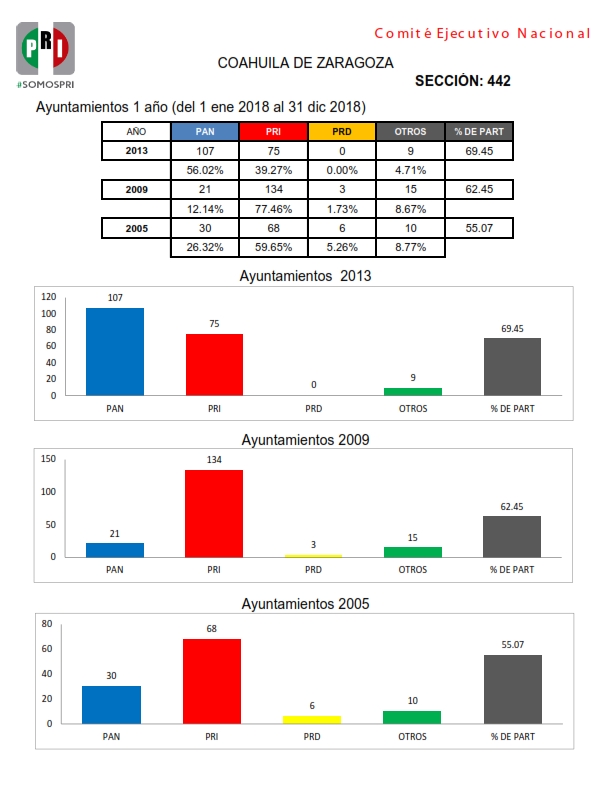 Comité Ejecutivo Nacional
PRI
#SOMOSPRI
COAHUILA DE ZARAGOZA
SECCIÓN: 442
Ayuntamientos 1 año (del 1 ene 2018 al 31 dic 2018)
AÑO PAN PRI PRD OTROS % DE PART
2013 107 75 0 9 69.45
56.02% 39.27% 0.00% 4.71%
2009 21 134 3 15 62.45
12.14% 77.46% 1.73% 8.67%
2005 30 68 6 10 55.07
26.32% 59.65% 5.26% 8.77%
Ayuntamientos 2013
120
100
80
60
40
20
0
107 75 0 9 69.45
PAN PRI PRD OTROS % DE PART
Ayuntamientos 2009
150
100
50
0
21 134 3 15 62.45
PAN PRI PRD OTROS % DE PART
Ayuntamientos 2005
80
60
40
20
0
30 68 6 10 55.07
PAN PRI PRD OTROS % DE PART